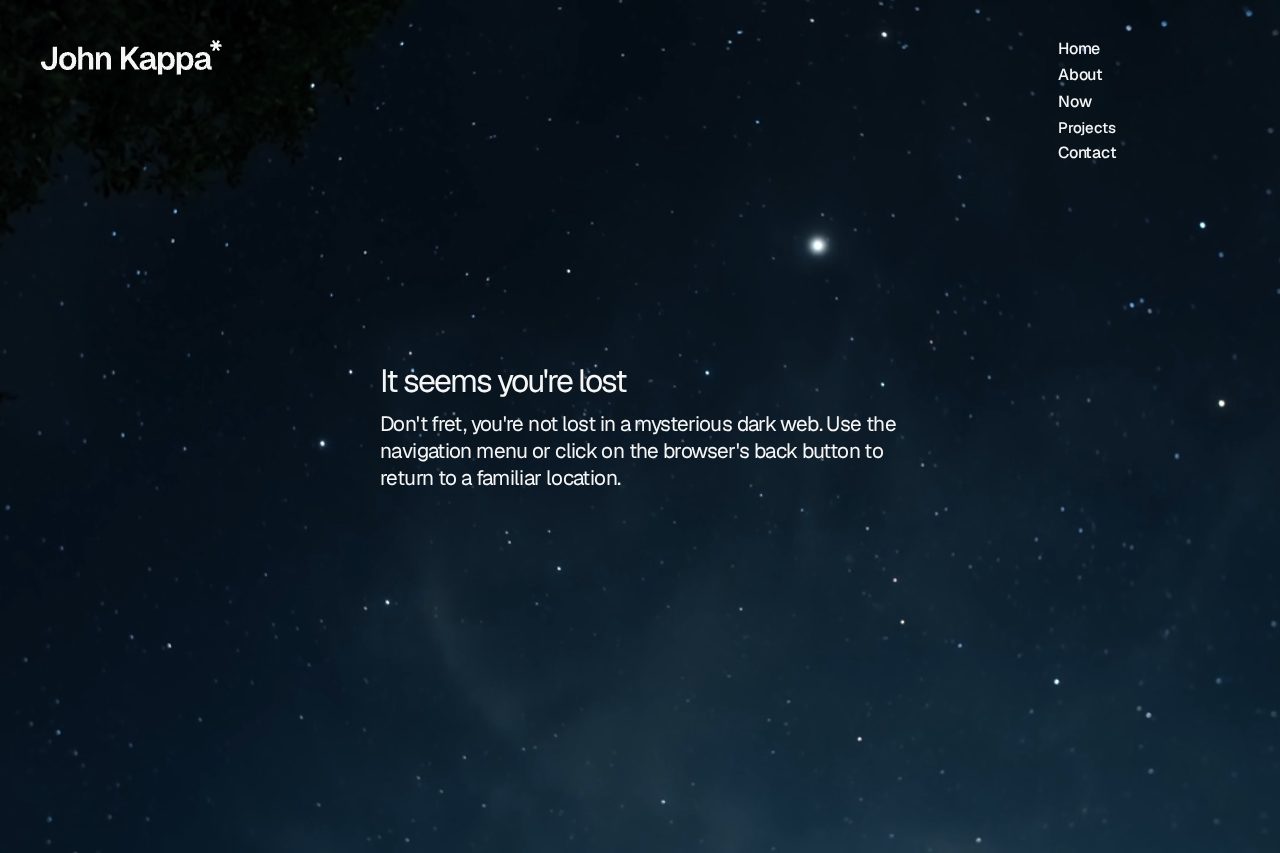 John Kappa*
Home
About
Now
Projects
Contact
It seems you're lost
Don't fret, you're not lost in a mysterious dark web. Use the
navigation menu or click on the browser's back button to
return to a familiar location.